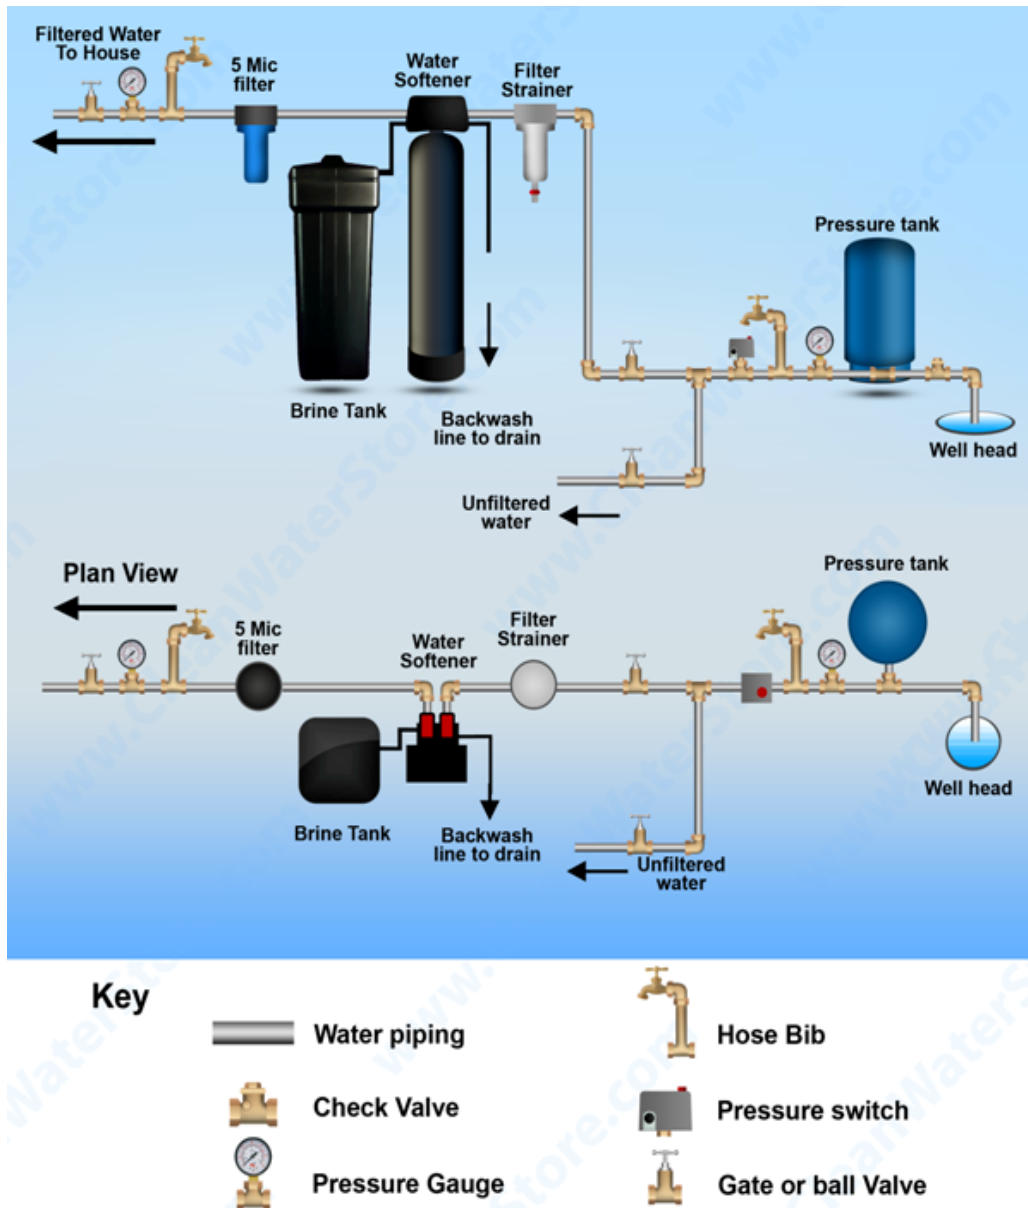 Filtered Water
To House
5 Mic
filter
Water
Softener
Filter
Strainer
Pressure tank
Brine Tank
Backwash
line to drain
Well head
Unfiltered
water
Plan View
Pressure tank
5 Mic
filter
Water
Softener
Filter
Strainer
Well head
Brine Tank
Backwash
line to drain
Unfiltered
water
Key
Water piping
Hose Bib
Check Valve
Pressure switch
Pressure Gauge
Gate or ball Valve
www.CleanWaterStore.com